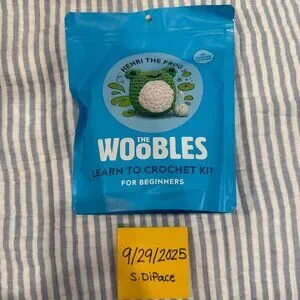 HENRI THE FROG
THE
WOOBLES
LEARN TO CROCHET KIT
FOR BEGINNERS
9/29/2025
S. DiPace